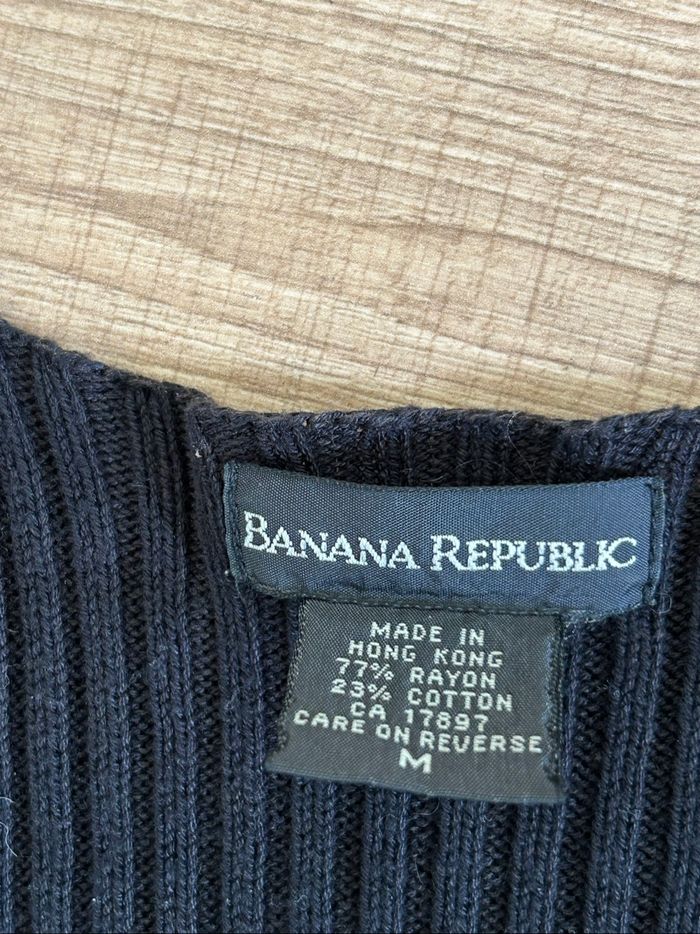 BANANA REPUBLIC
MADE IN
HONG KONG
77% RAYON
23% COTTON
CA 17897
CARE ON REVERSE
M